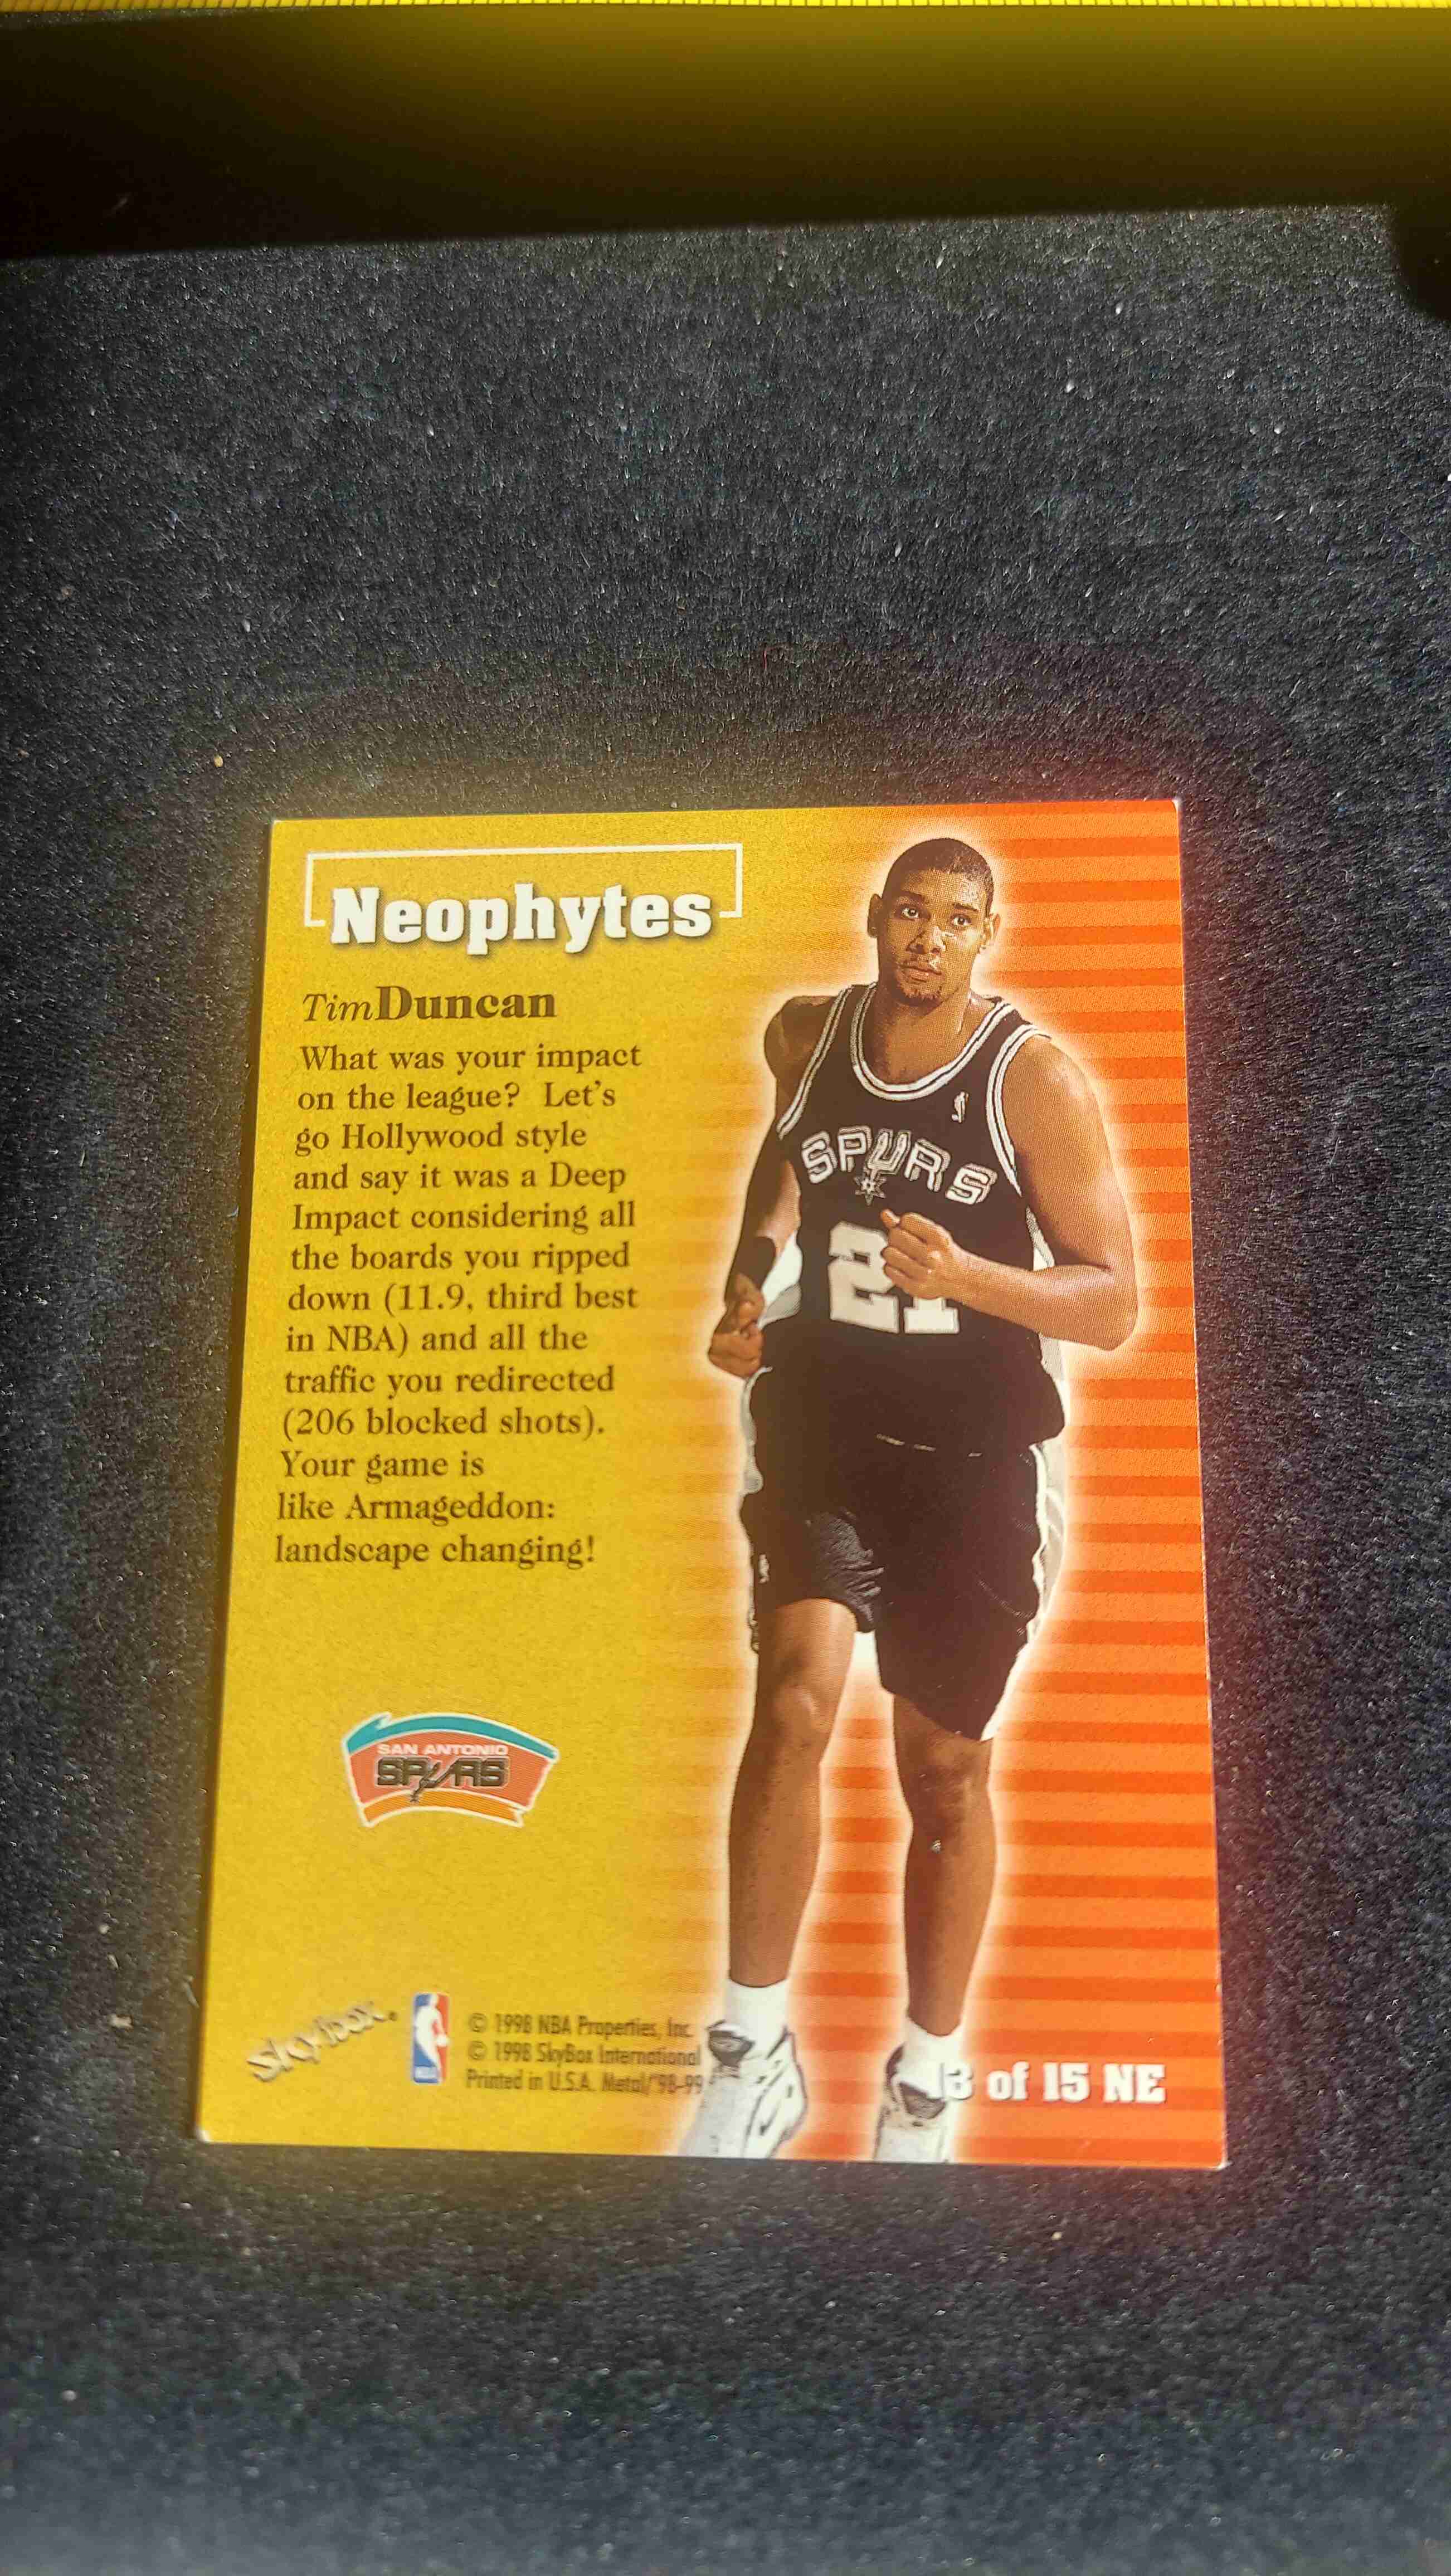 Neophytes
TimDuncan
What was your impact
on the league? Let's
go Hollywood style
and say it was a Deep
Impact considering all
the boards you ripped
down (11.9, third best
in NBA) and all the
traffic you redirected
(206 blocked shots).
Your game is
like Armageddon:
landscape changing!
SPURS
21
SAN ANTONIO
SPURS
SkyBox®
© 1998 NBA Properties, Inc.
© 1998 SkyBox International
Printed in U.S.A. Metal/'98-99
13 of 15 NE